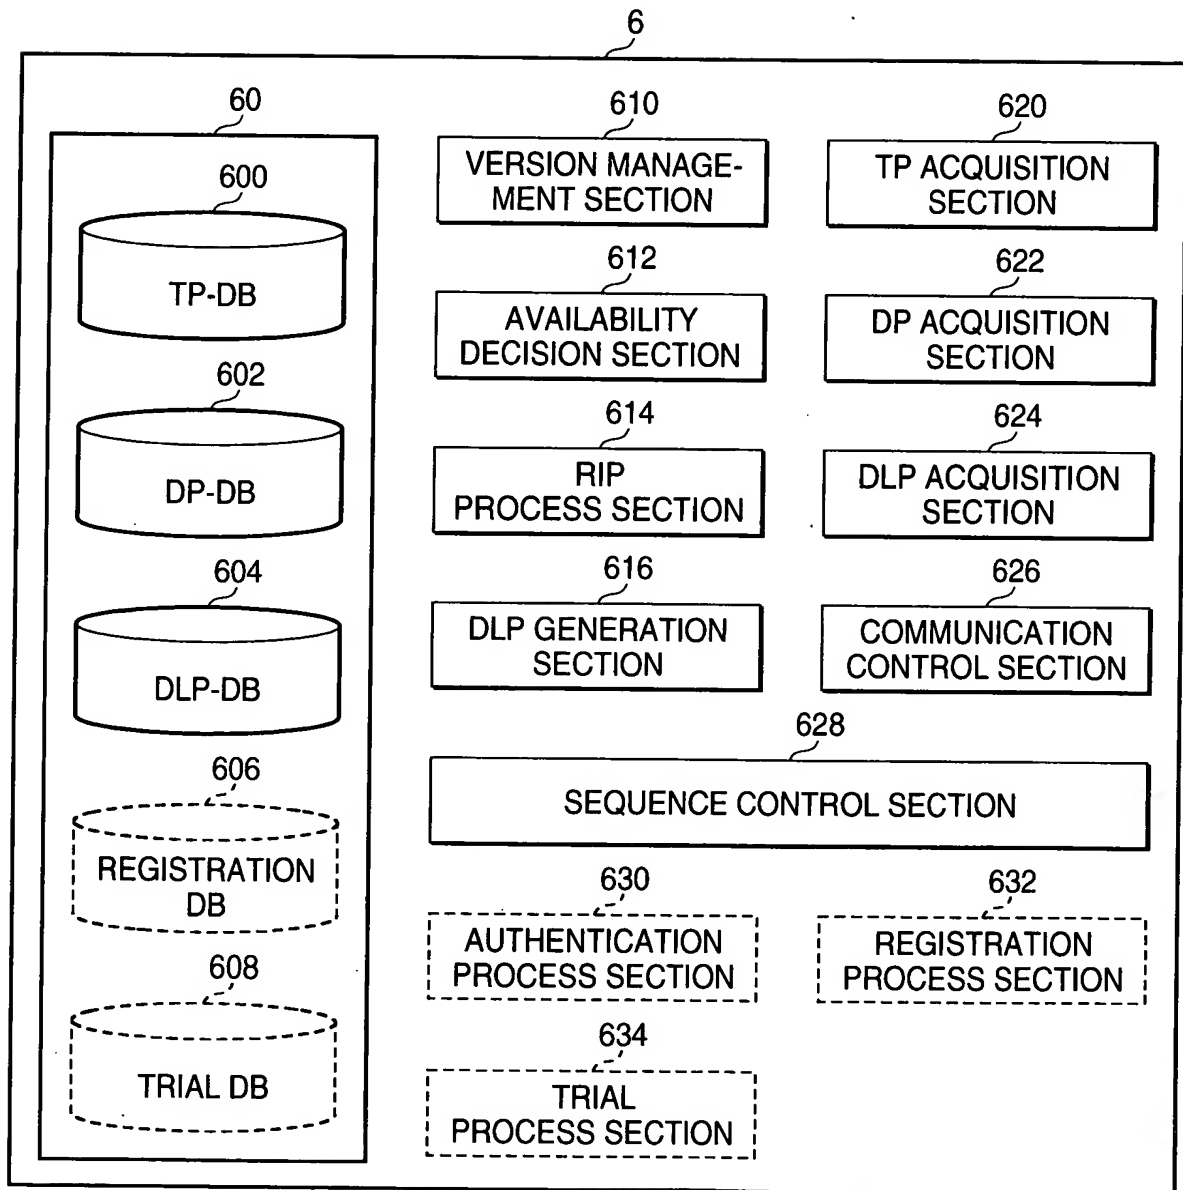 6
60
600
TP-DB
602
DP-DB
604
DLP-DB
606
REGISTRATION
DB
608
TRIAL DB
610
VERSION MANAGE-
MENT SECTION
620
TP ACQUISITION
SECTION
612
AVAILABILITY
DECISION SECTION
622
DP ACQUISITION
SECTION
614
RIP
PROCESS SECTION
624
DLP ACQUISITION
SECTION
616
DLP GENERATION
SECTION
626
COMMUNICATION
CONTROL SECTION
628
SEQUENCE CONTROL SECTION
630
AUTHENTICATION
PROCESS SECTION
632
REGISTRATION
PROCESS SECTION
634
TRIAL
PROCESS SECTION